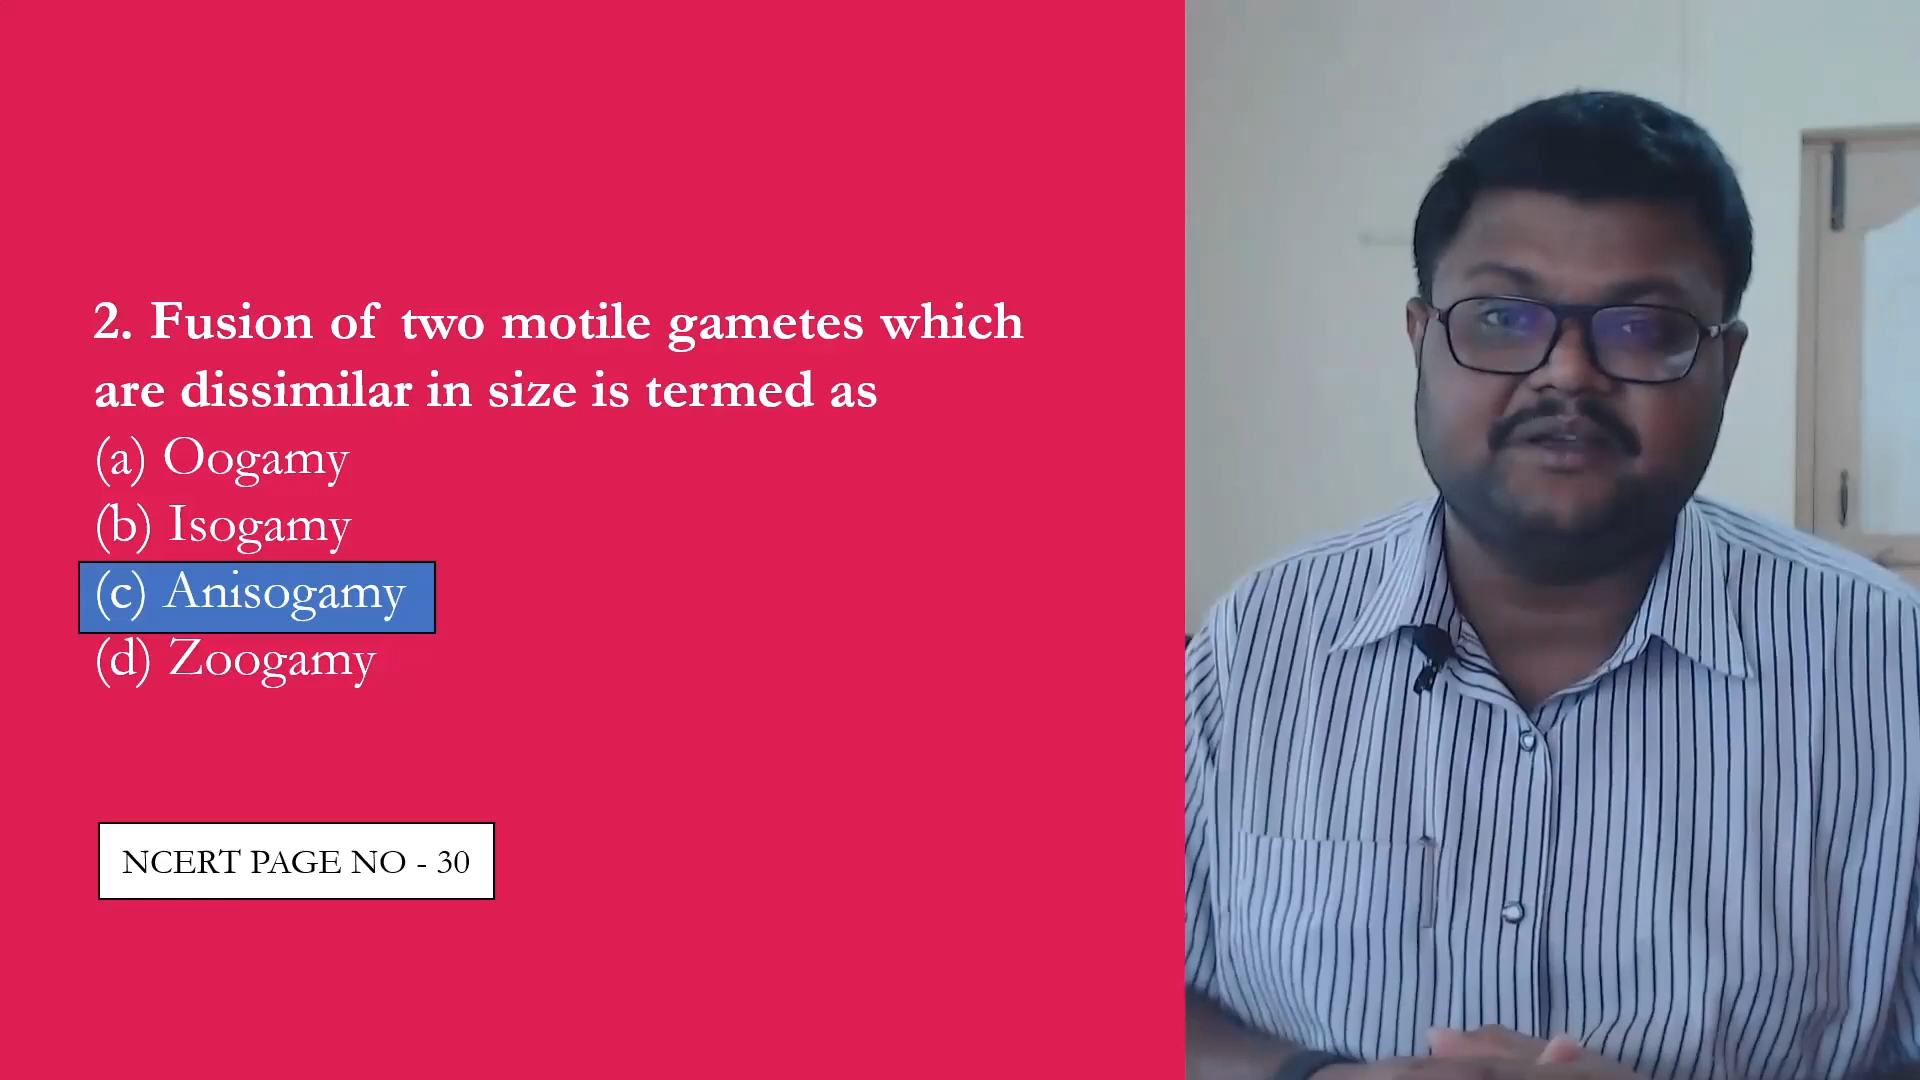 2. Fusion of two motile gametes which
are dissimilar in size is termed as
(a) Oogamy
(b) Isogamy
(c) Anisogamy
(d) Zoogamy
NCERT PAGE NO - 30